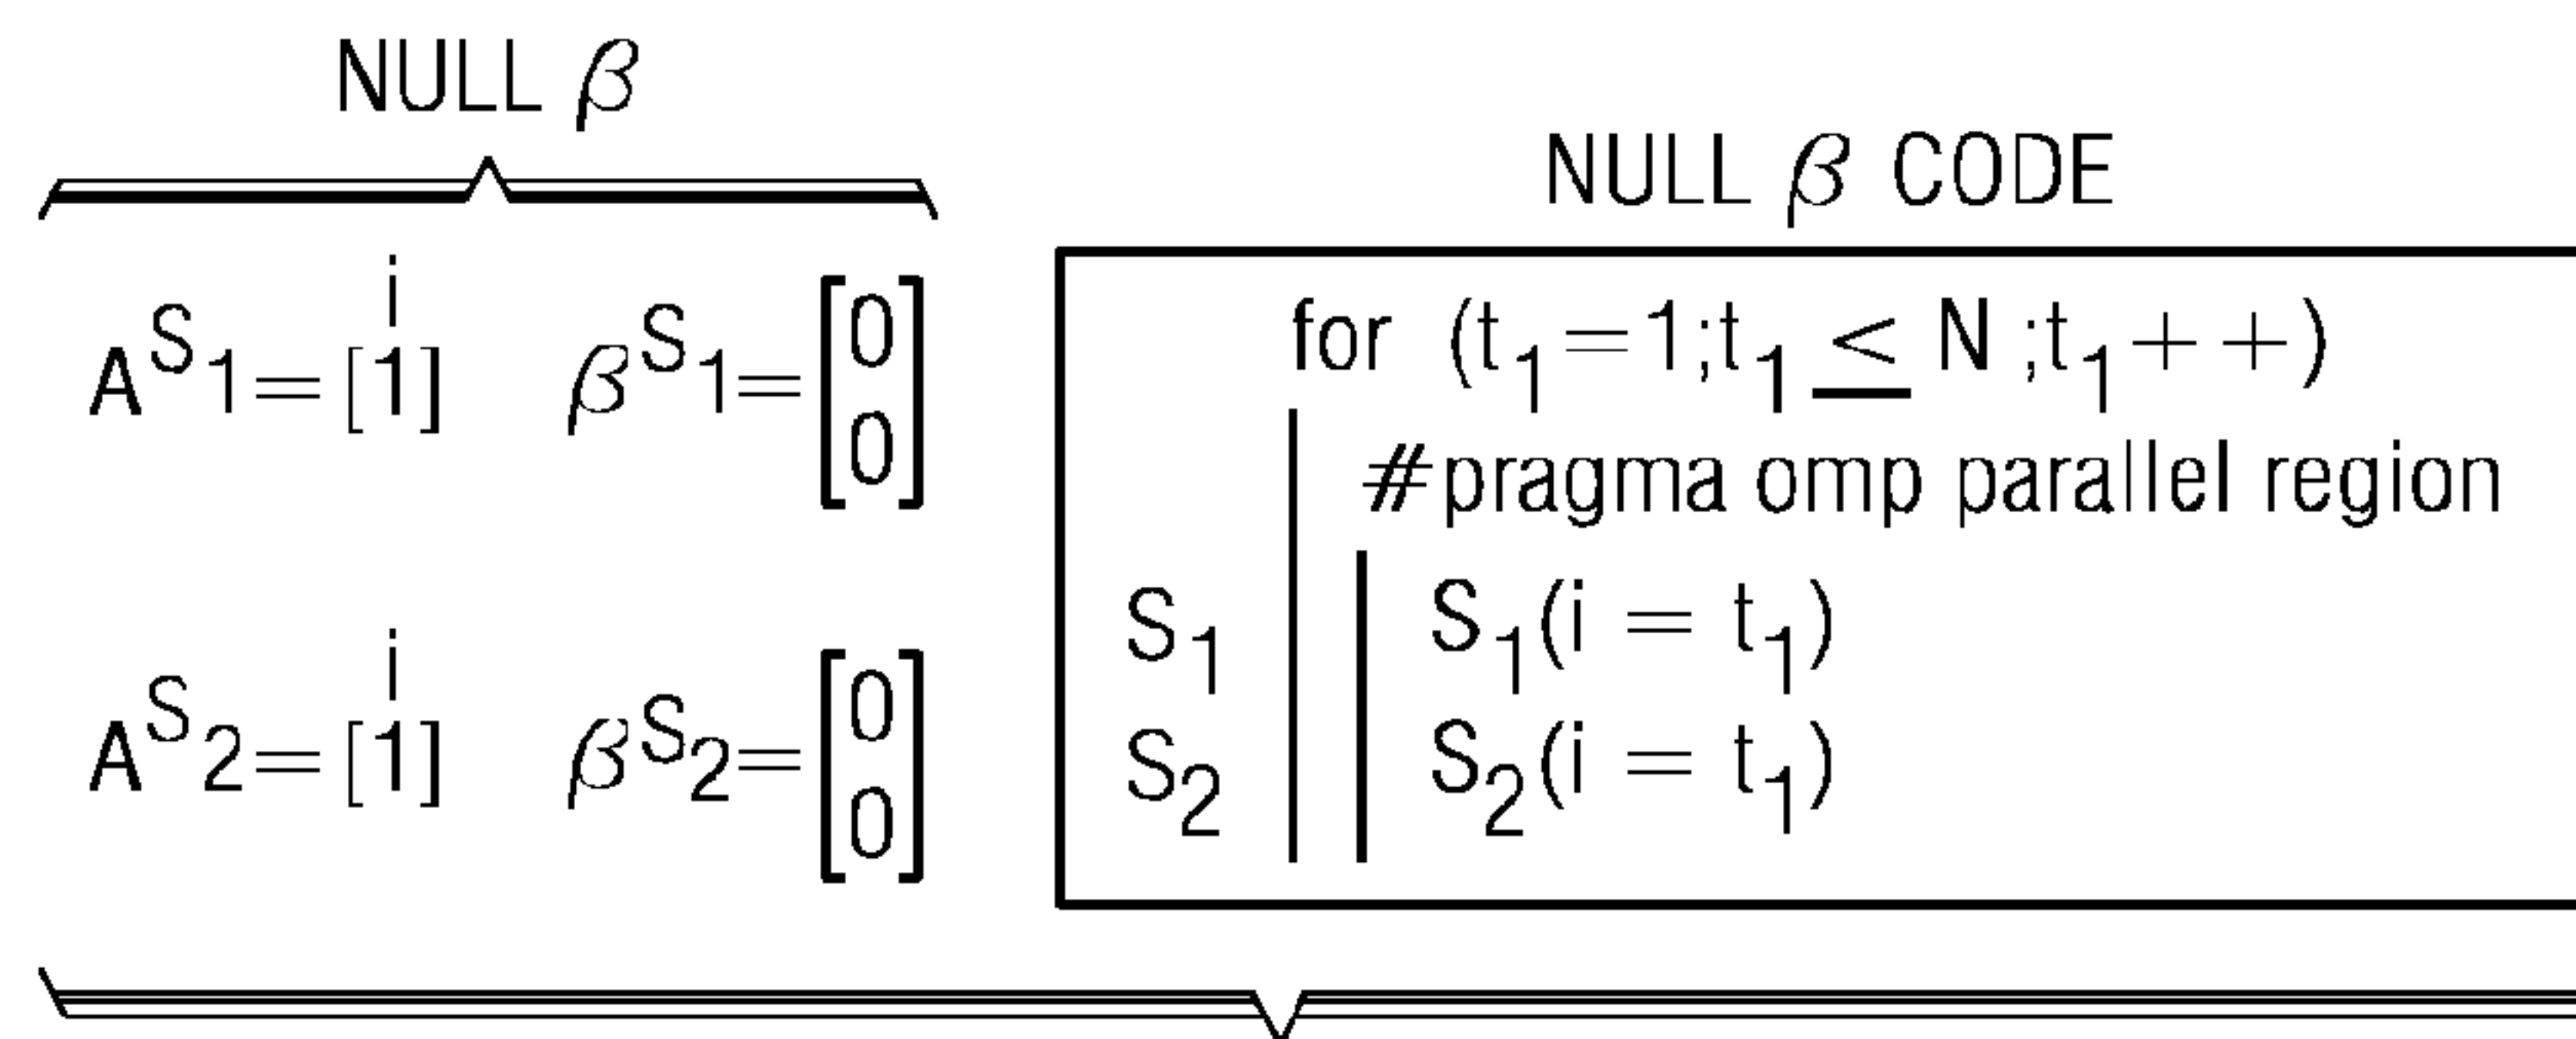 NULL β
i
A^S1=[1] β^S1=[0 0]
i
A^S2=[1] β^S2=[0 0]
NULL β CODE
for (t1=1;t1≤N;t1++)
#pragma omp parallel region
S1 S1(i = t1)
S2 S2(i = t1)